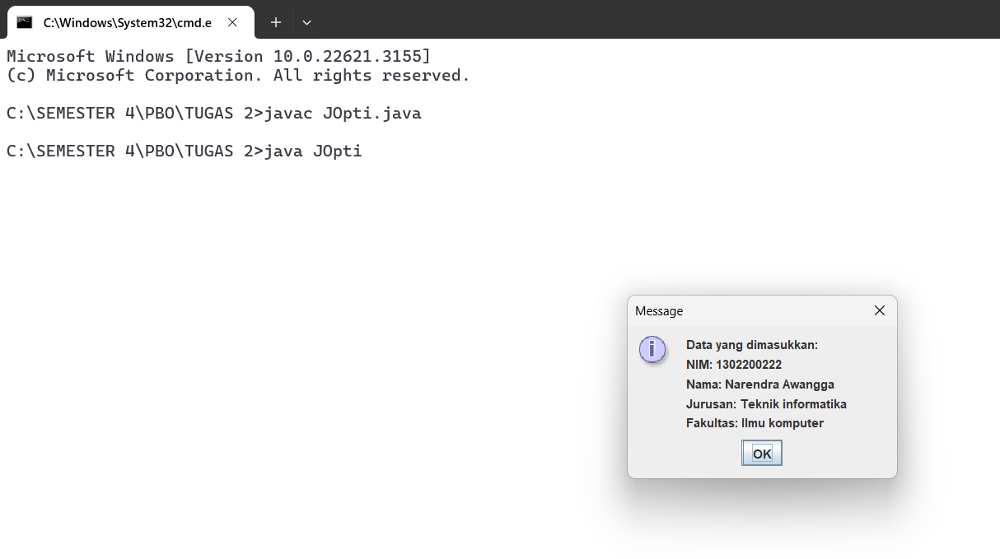 C:\Windows\System32\cmd.e
Microsoft Windows [Version 10.0.22621.3155]
(c) Microsoft Corporation. All rights reserved.
C:\SEMESTER 4\PBO\TUGAS 2>javac JOpti.java
C:\SEMESTER 4\PBO\TUGAS 2>java JOpti
Message
Data yang dimasukkan:
NIM: 1302200222
Nama: Narendra Awangga
Jurusan: Teknik informatika
Fakultas: Ilmu komputer
OK